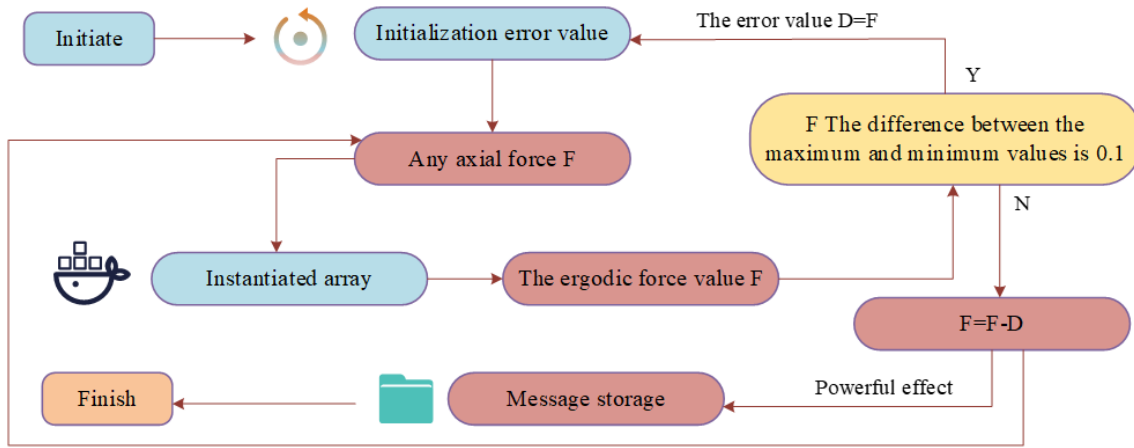 Initiate
Initialization error value
The error value D=F
Y
F The difference between the
maximum and minimum values is 0.1
Any axial force F
N
Instantiated array
The ergodic force value F
F=F-D
Powerful effect
Message storage
Finish